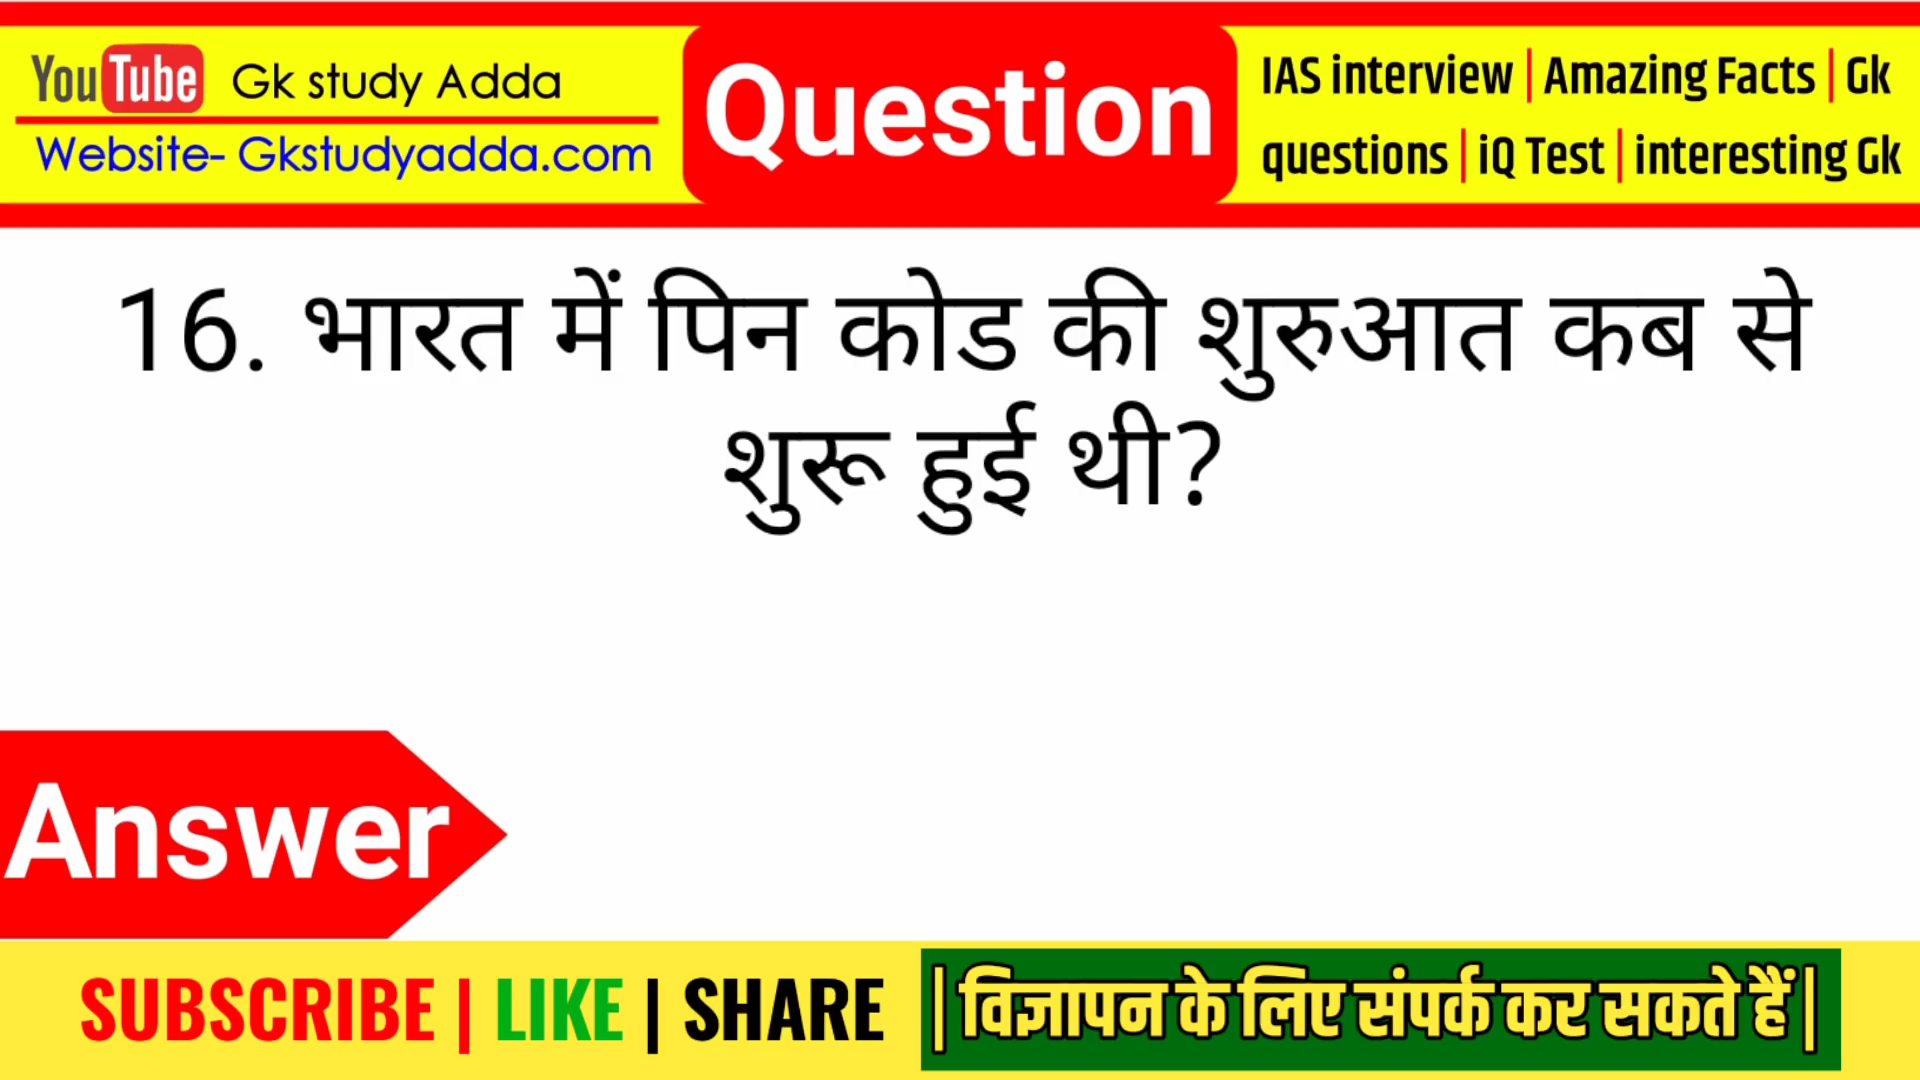 YouTube Gk study Adda
Website- Gkstudyadda.com
Question
IAS interview | Amazing Facts | Gk
questions | iQ Test | interesting Gk
16. भारत में पिन कोड की शुरुआत कब से
शुरू हुई थी?
Answer
SUBSCRIBE | LIKE | SHARE
| विज्ञापन के लिए संपर्क कर सकते हैं |